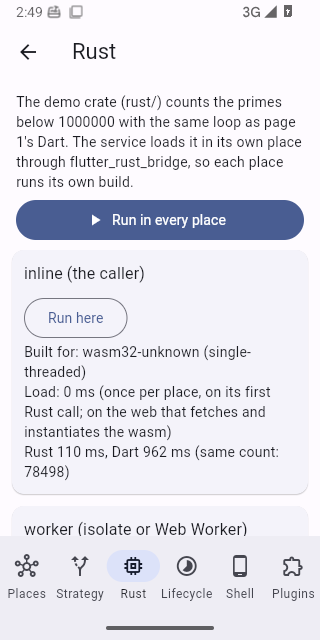 2:49
3G
Rust
The demo crate (rust/) counts the primes
below 1000000 with the same loop as page
1's Dart. The service loads it in its own place
through flutter_rust_bridge, so each place
runs its own build.
Run in every place
inline (the caller)
Run here
Built for: wasm32-unknown (single-
threaded)
Load: 0 ms (once per place, on its first
Rust call; on the web that fetches and
instantiates the wasm)
Rust 110 ms, Dart 962 ms (same count:
78498)
worker (isolate or Web Worker)
Places Strategy Rust Lifecycle Shell Plugins